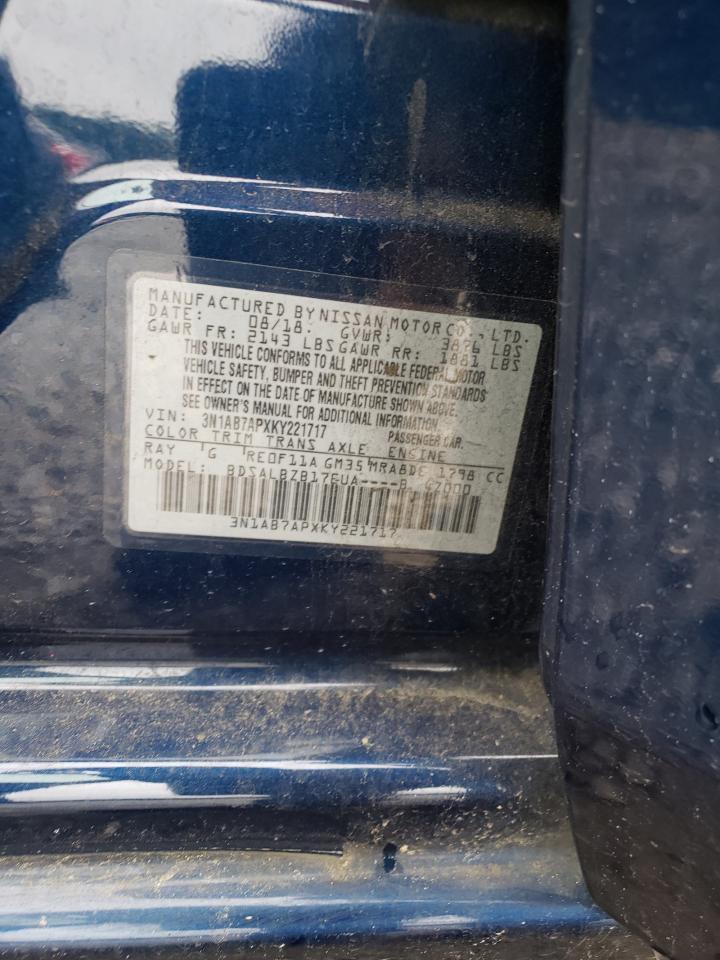 MANUFACTURED BY NISSAN MOTOR CO., LTD.
DATE: 08/18. GVWR: 3876 LBS
GAWR FR: 2143 LBS GAWR RR: 1881 LBS
THIS VEHICLE CONFORMS TO ALL APPLICABLE FEDERAL MOTOR
VEHICLE SAFETY, BUMPER AND THEFT PREVENTION STANDARDS
IN EFFECT ON THE DATE OF MANUFACTURE SHOWN ABOVE.
SEE OWNER'S MANUAL FOR ADDITIONAL INFORMATION.
VIN: 3N1AB7APXKY221717 PASSENGER CAR.
COLOR TRIM TRANS AXLE ENGINE
RAY G RE0F11A GM35 MRA8DE 1798 CC
MODEL: BDSALBZB17EUA----B
3N1AB7APXKY221717